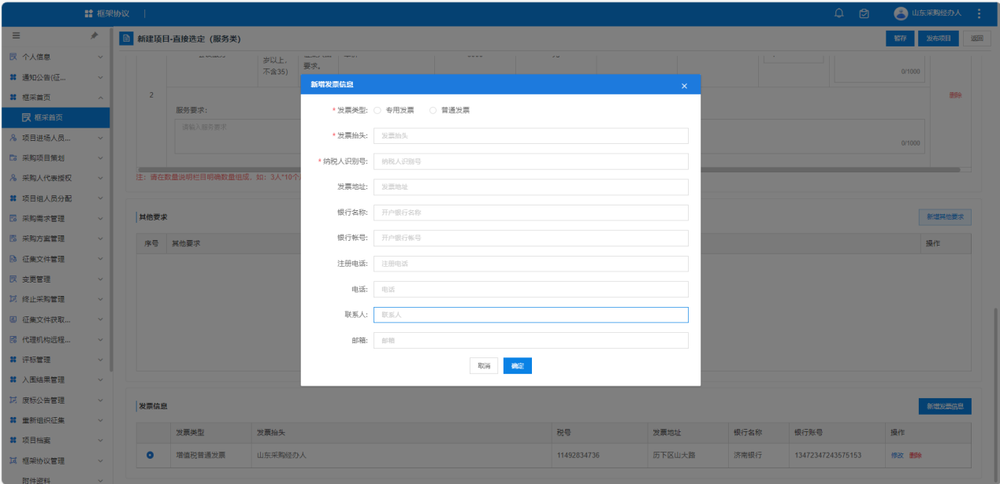 框架协议
山东采购经办人
新建项目-直接选定（服务类）
暂存
发布项目
返回
个人信息
通知公告(征...
框采首页
框采首页
项目进场人员...
采购项目策划
采购人代表授权
项目组人员分配
采购需求管理
采购方案管理
征集文件管理
变更管理
终止采购管理
征集文件获取...
代理机构远程...
评标管理
入围结果管理
废标公告管理
重新组织征集
项目档案
框架协议管理
附件资料
岁以上,
不含35)
要求。
0/1000
2
删除
服务要求:
请输入服务要求
0/1000
注：请在数量说明栏目明确数量组成，如：3人*10个
其他要求
新增其他要求
序号 其他要求 操作
新增发票信息
×
* 发票类型: 专用发票 普通发票
* 发票抬头: 发票抬头
* 纳税人识别号: 纳税人识别号
发票地址: 发票地址
银行名称: 开户银行名称
银行帐号: 开户银行帐号
注册电话: 注册电话
电话: 电话
联系人: 联系人
邮箱: 邮箱
取消 确定
发票信息
新增发票信息
发票类型 发票抬头 税号 发票地址 银行名称 银行账号 操作
增值税普通发票 山东采购经办人 11492834736 历下区山大路 济南银行 13472347243575153 修改 删除